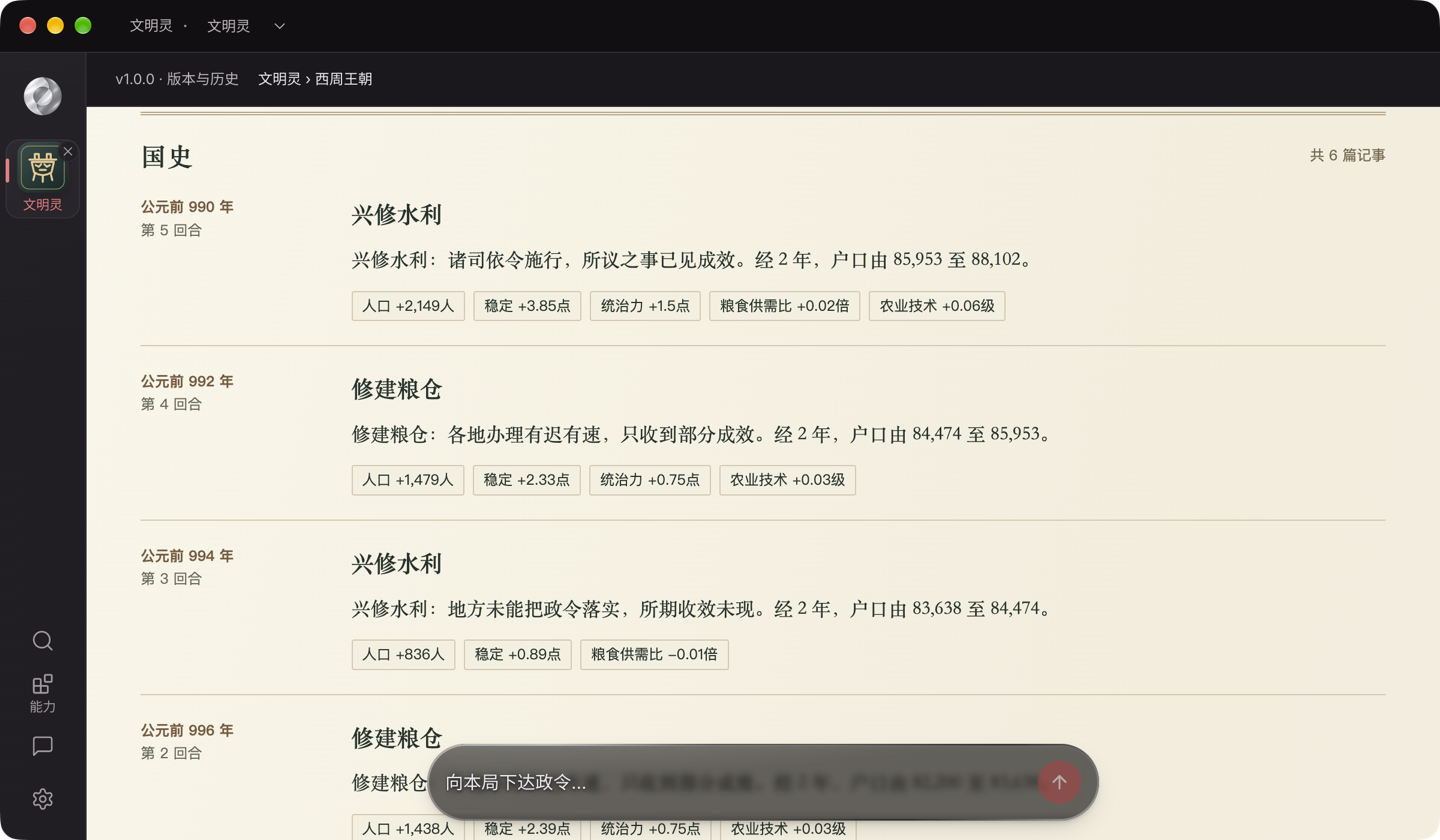 文明灵 · 文明灵
v1.0.0 · 版本与历史 文明灵 › 西周王朝
文明灵
能力
国史
共 6 篇记事
公元前 990 年
第 5 回合
兴修水利
兴修水利：诸司依令施行，所议之事已见成效。经 2 年，户口由 85,953 至 88,102。
人口 +2,149人 稳定 +3.85点 统治力 +1.5点 粮食供需比 +0.02倍 农业技术 +0.06级
公元前 992 年
第 4 回合
修建粮仓
修建粮仓：各地办理有迟有速，只收到部分成效。经 2 年，户口由 84,474 至 85,953。
人口 +1,479人 稳定 +2.33点 统治力 +0.75点 农业技术 +0.03级
公元前 994 年
第 3 回合
兴修水利
兴修水利：地方未能把政令落实，所期收效未现。经 2 年，户口由 83,638 至 84,474。
人口 +836人 稳定 +0.89点 粮食供需比 −0.01倍
公元前 996 年
第 2 回合
修建粮仓
修建粮仓
向本局下达政令...
人口 +1,438人 稳定 +2.39点 统治力 +0.75点 农业技术 +0.03级